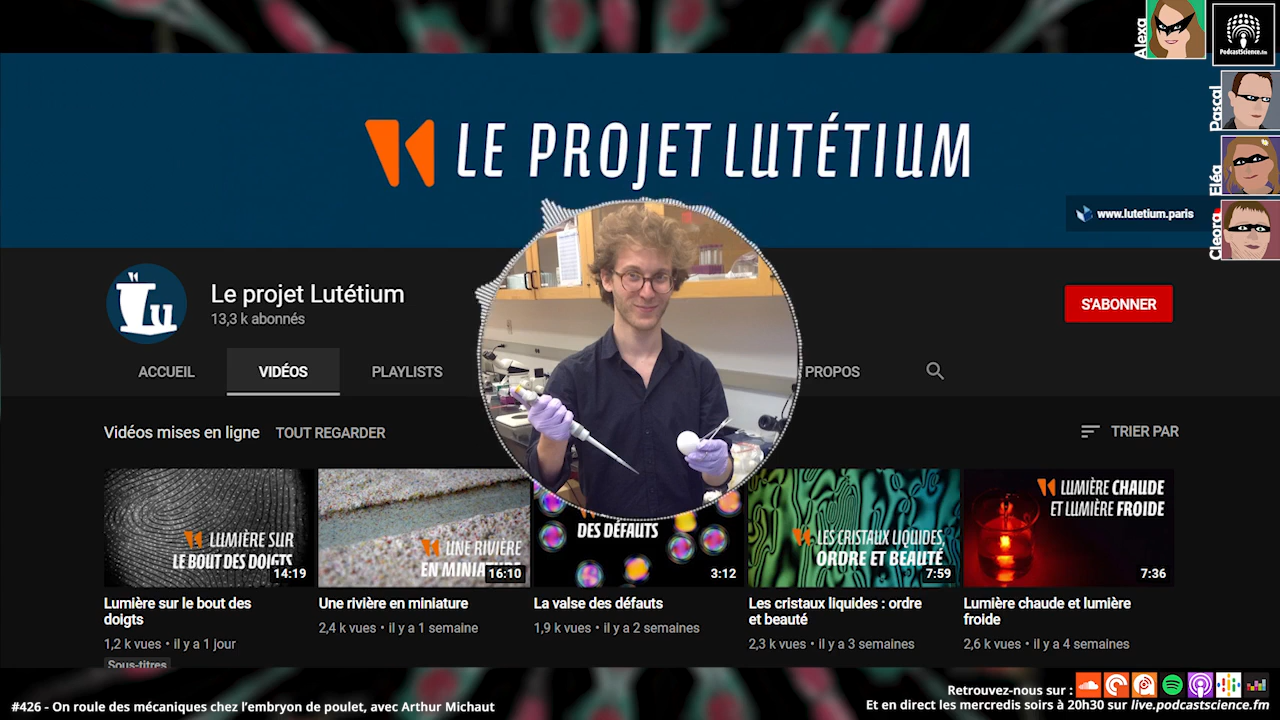 Alexa
PodcastScience.fm
LE PROJET LUTÉTIUM
Pascal
Eléa
Cleora
www.lutetium.paris
Lu
Le projet Lutétium
13,3 k abonnés
S'ABONNER
ACCUEIL
VIDÉOS
PLAYLISTS
PROPOS
Vidéos mises en ligne
TOUT REGARDER
TRIER PAR
LUMIÈRE SUR
LE BOUT DES DOIGTS
14:19
UNE RIVIÈRE
EN MINIATURE
16:10
DES DÉFAUTS
3:12
LES CRISTAUX LIQUIDES,
ORDRE ET BEAUTÉ
7:59
LUMIÈRE CHAUDE
ET LUMIÈRE FROIDE
7:36
Lumière sur le bout des
doigts
1,2 k vues • il y a 1 jour
Sous-titres
Une rivière en miniature
2,4 k vues • il y a 1 semaine
La valse des défauts
1,9 k vues • il y a 2 semaines
Les cristaux liquides : ordre
et beauté
2,3 k vues • il y a 3 semaines
Lumière chaude et lumière
froide
2,6 k vues • il y a 4 semaines
#426 - On roule des mécaniques chez l'embryon de poulet, avec Arthur Michaut
Retrouvez-nous sur :
Et en direct les mercredis soirs à 20h30 sur live.podcastscience.fm